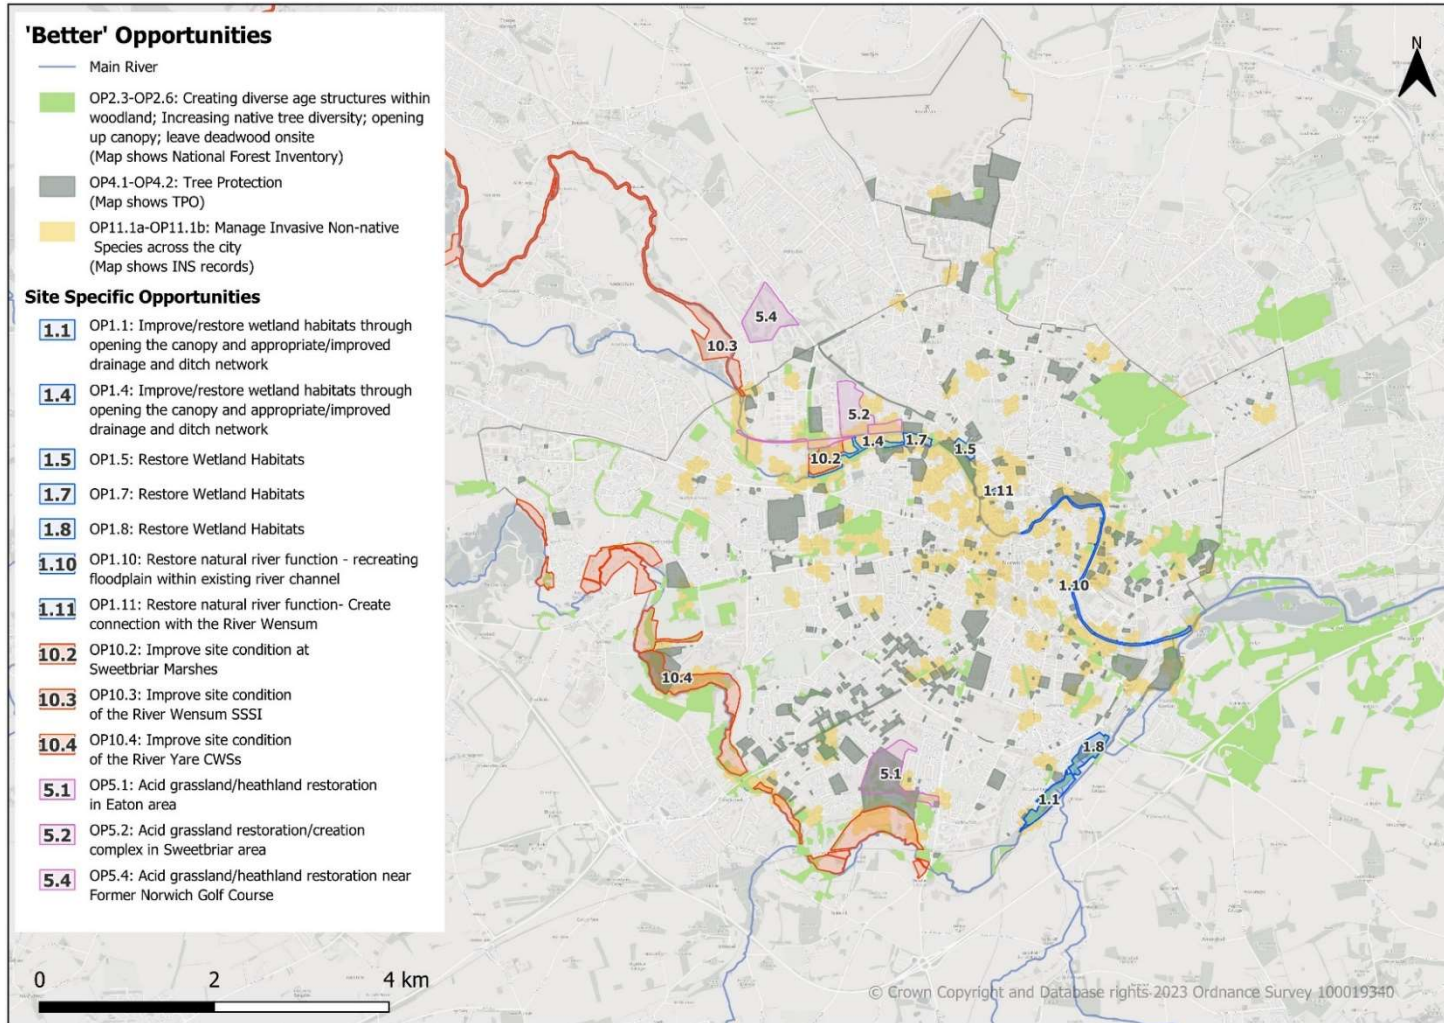 'Better' Opportunities
Main River
OP2.3-OP2.6: Creating diverse age structures within
woodland; Increasing native tree diversity; opening
up canopy; leave deadwood onsite
(Map shows National Forest Inventory)
OP4.1-OP4.2: Tree Protection
(Map shows TPO)
OP11.1a-OP11.1b: Manage Invasive Non-native
Species across the city
(Map shows INS records)
Site Specific Opportunities
1.1 OP1.1: Improve/restore wetland habitats through
opening the canopy and appropriate/improved
drainage and ditch network
1.4 OP1.4: Improve/restore wetland habitats through
opening the canopy and appropriate/improved
drainage and ditch network
1.5 OP1.5: Restore Wetland Habitats
1.7 OP1.7: Restore Wetland Habitats
1.8 OP1.8: Restore Wetland Habitats
1.10 OP1.10: Restore natural river function - recreating
floodplain within existing river channel
1.11 OP1.11: Restore natural river function- Create
connection with the River Wensum
10.2 OP10.2: Improve site condition at
Sweetbriar Marshes
10.3 OP10.3: Improve site condition
of the River Wensum SSSI
10.4 OP10.4: Improve site condition
of the River Yare CWSs
5.1 OP5.1: Acid grassland/heathland restoration
in Eaton area
5.2 OP5.2: Acid grassland restoration/creation
complex in Sweetbriar area
5.4 OP5.4: Acid grassland/heathland restoration near
Former Norwich Golf Course
0 2 4 km
N
5.4
10.3
5.2
1.4
1.7
1.5
10.2
1.11
1.10
10.4
1.8
5.1
1.1
© Crown Copyright and Database rights 2023 Ordnance Survey 100019340